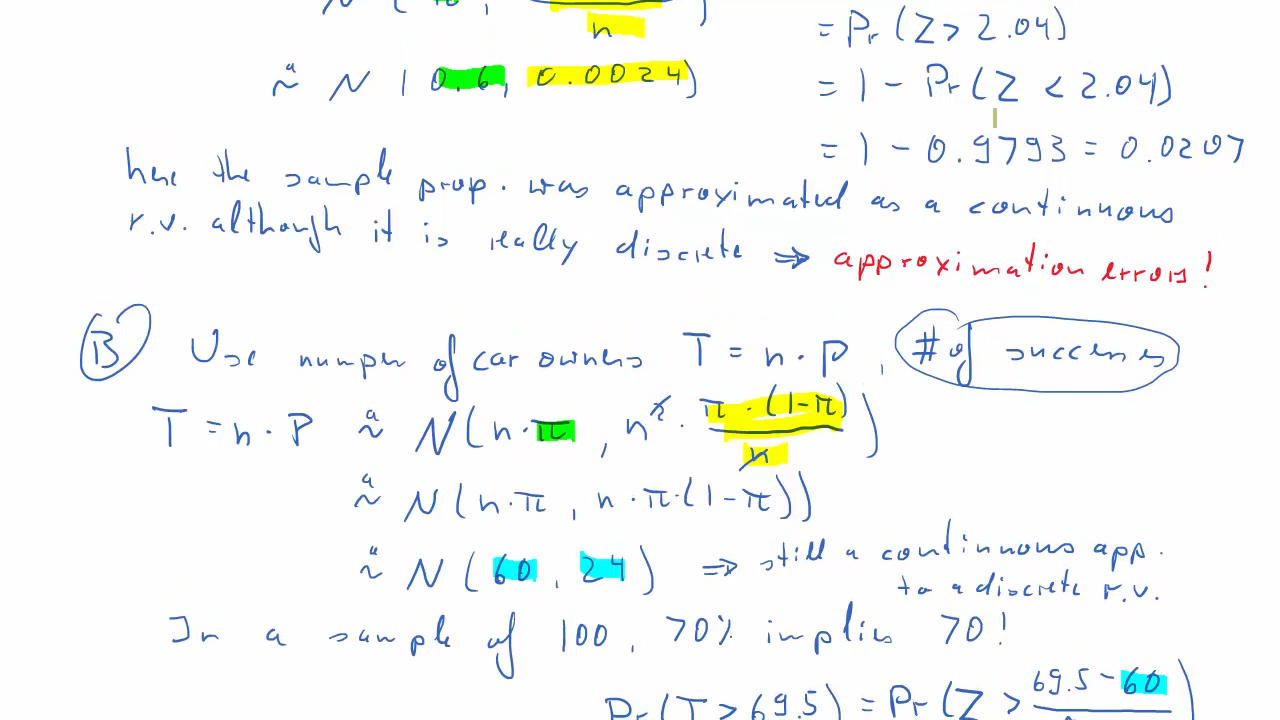 n
ᵃ~ N ( 0.6, 0.0024 )
= Pr ( Z > 2.04 )
= 1 - Pr ( Z < 2.04 )
= 1 - 0.9793 = 0.0207
here the sample prop. was approximated as a continuous
r.v. although it is really discrete ⇒ approximation errors!
B Use number of car owners T = n · P , # of successes
T = n · P ᵃ~ N ( n · π , n² · π · (1-π) / n )
ᵃ~ N ( n · π , n · π · (1-π) )
ᵃ~ N ( 60 , 24 ) ⇒ still a continuous app.
to a discrete r.v.
In a sample of 100 , 70% implies 70 !
Pr ( T > 69.5 ) = Pr ( Z > 69.5 - 60